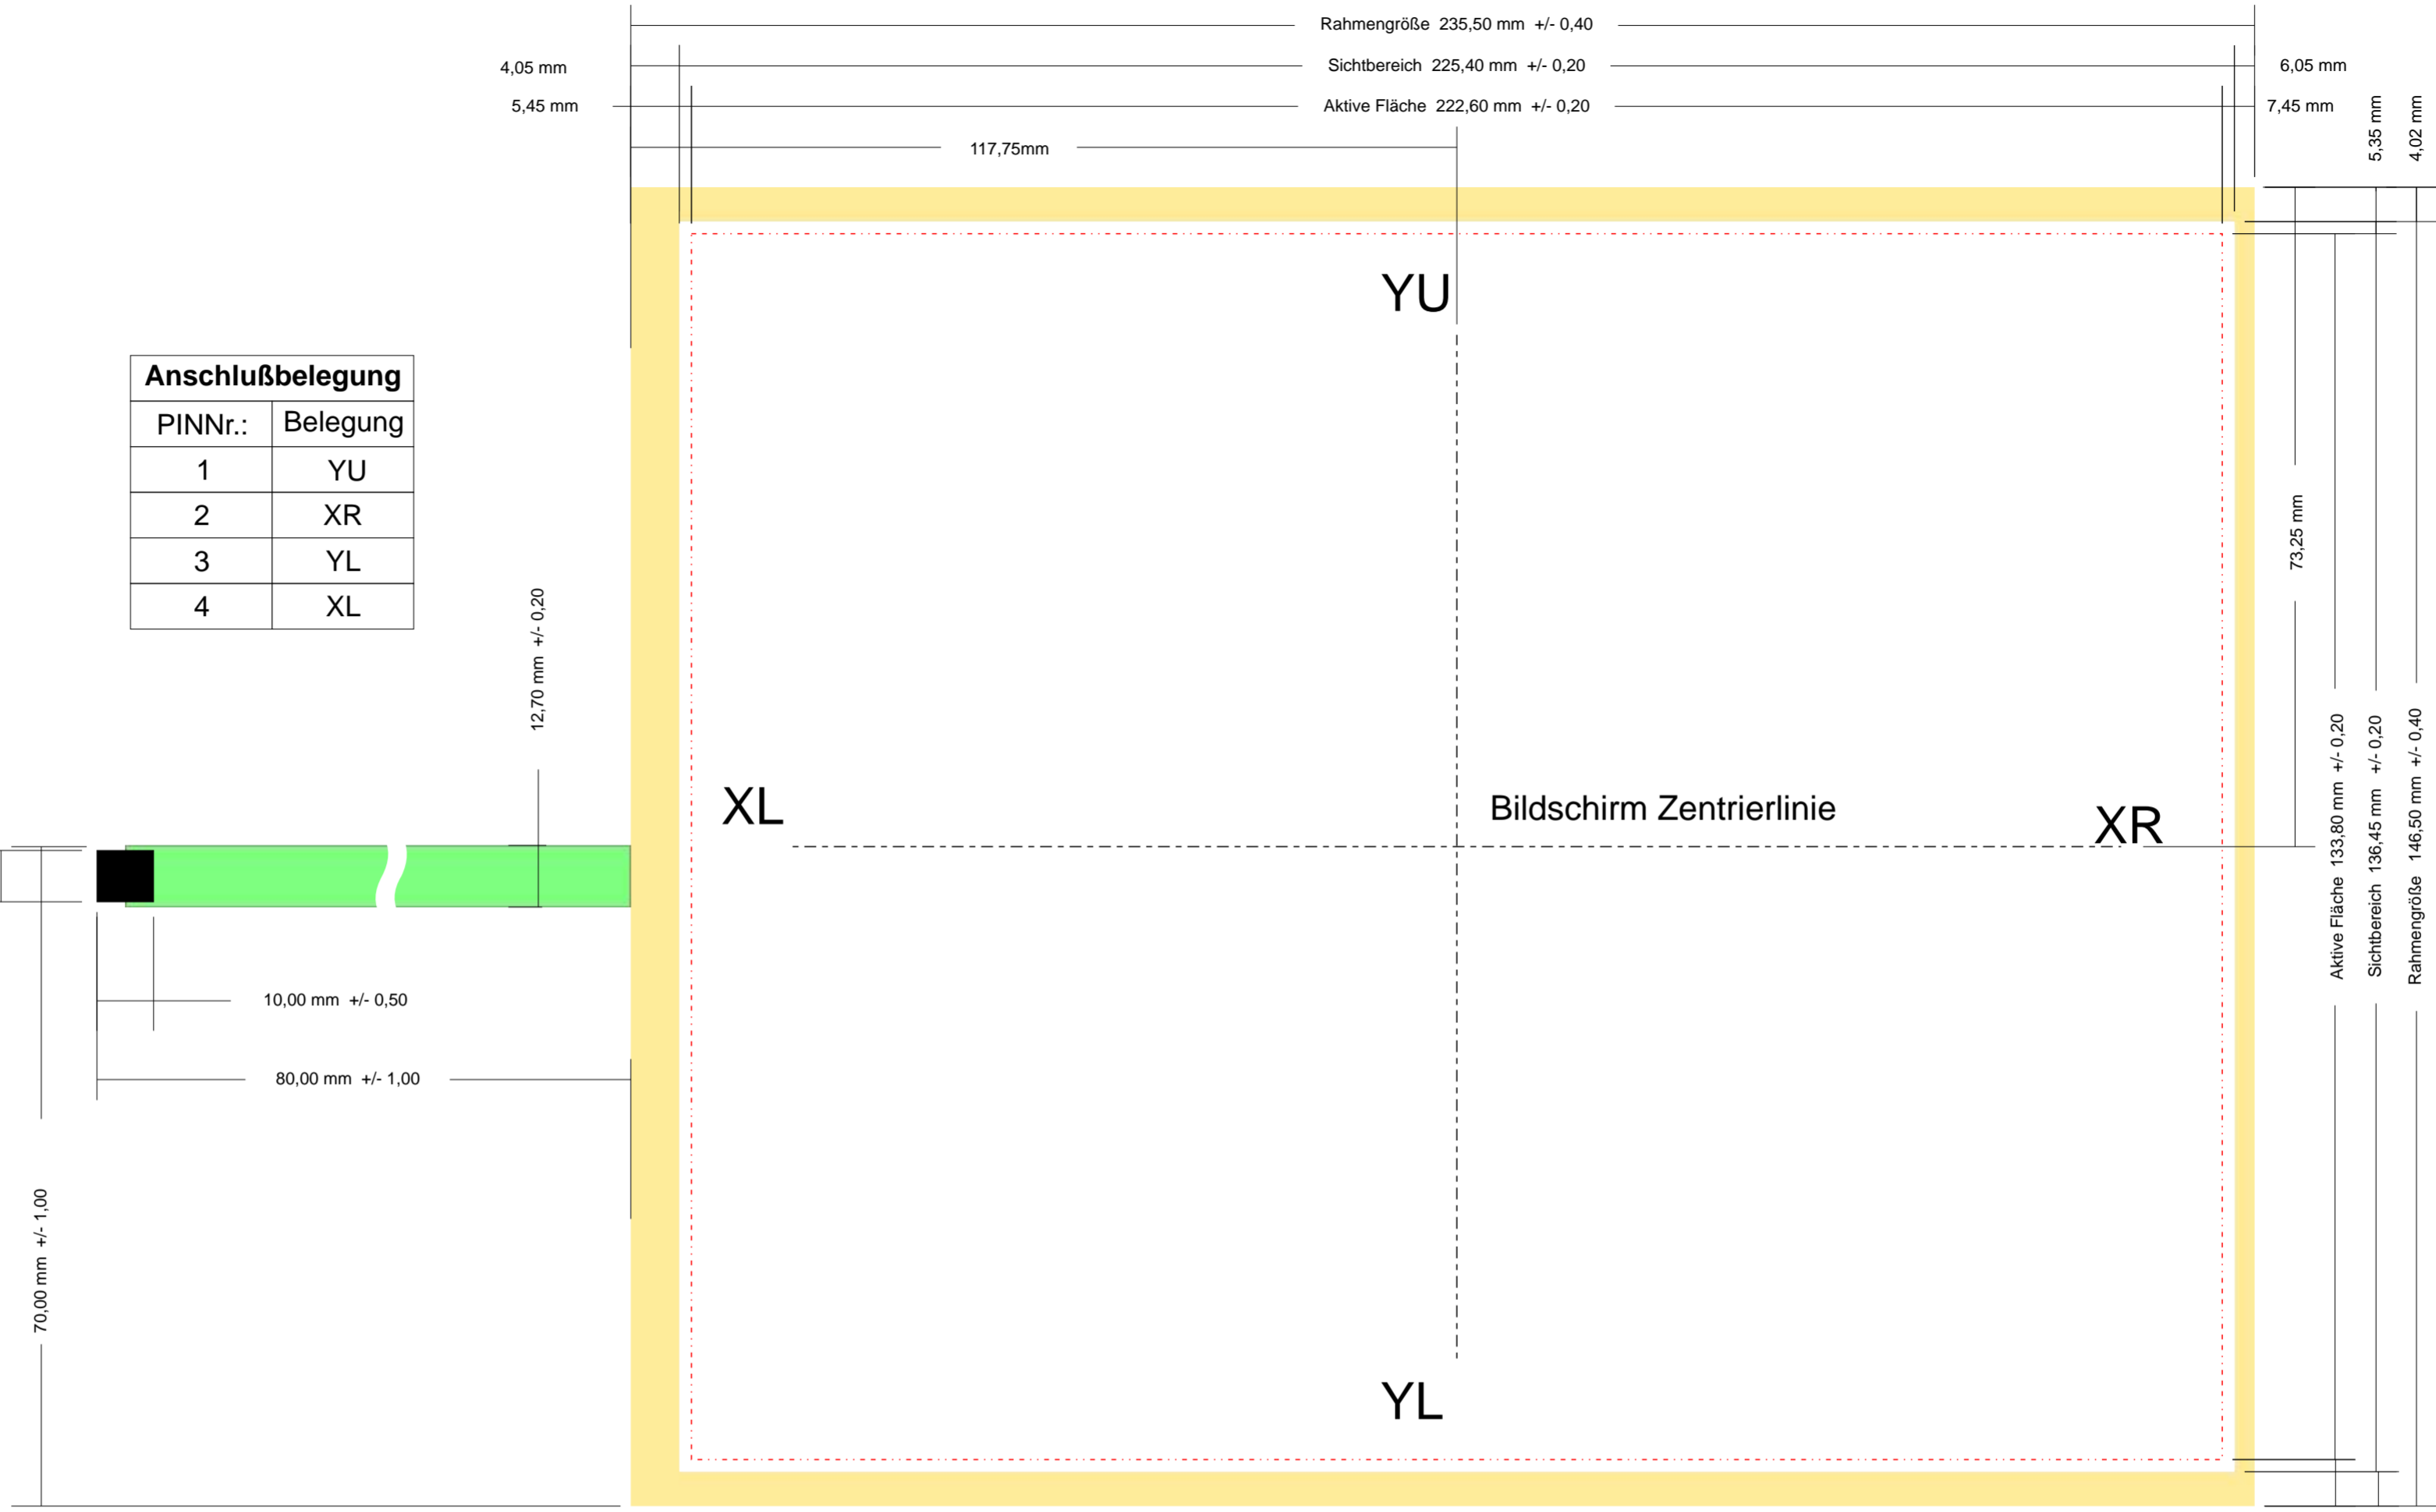 Rahmengröße 235,50 mm +/- 0,40
4,05 mm
Sichtbereich 225,40 mm +/- 0,20
6,05 mm
5,45 mm
Aktive Fläche 222,60 mm +/- 0,20
7,45 mm
5,35 mm
4,02 mm
117,75mm
YU
Anschlußbelegung
PINNr.: Belegung
1 YU
2 XR
3 YL
4 XL
73,25 mm
12,70 mm +/- 0,20
XL
Bildschirm Zentrierlinie
XR
Aktive Fläche 133,80 mm +/- 0,20
Sichtbereich 136,45 mm +/- 0,20
Rahmengröße 146,50 mm +/- 0,40
10,00 mm +/- 0,50
80,00 mm +/- 1,00
70,00 mm +/- 1,00
YL